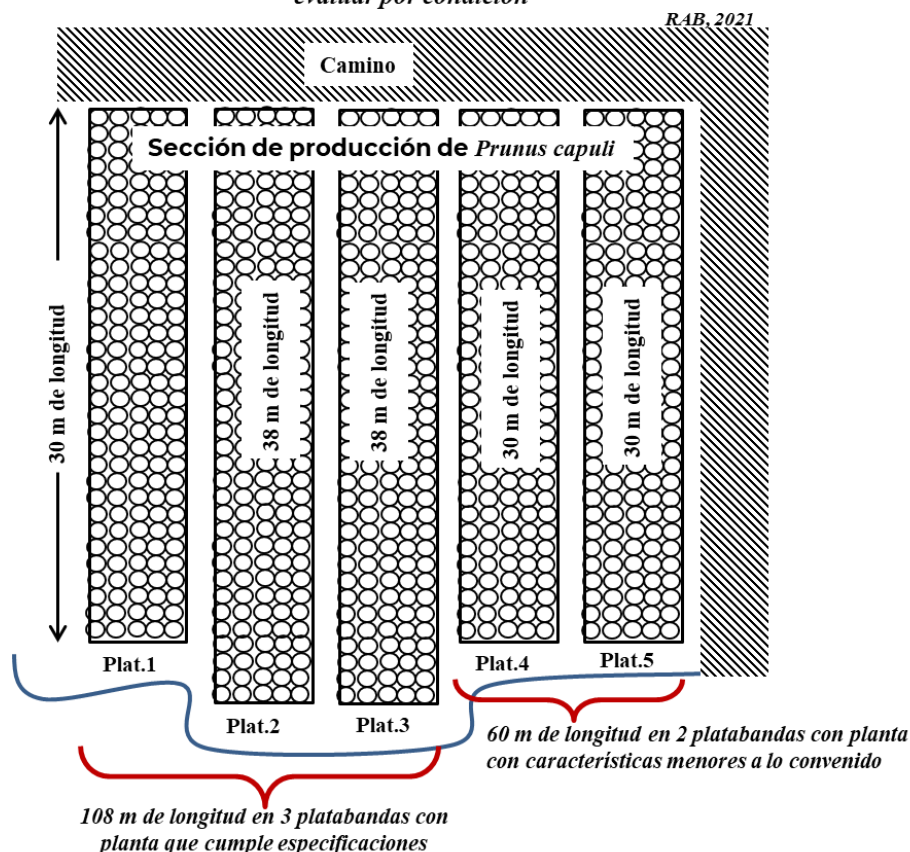 evaluar por condición
RAB, 2021
Camino
Sección de producción de Prunus capuli
30 m de longitud
38 m de longitud
38 m de longitud
30 m de longitud
30 m de longitud
Plat.1
Plat.2
Plat.3
Plat.4
Plat.5
60 m de longitud en 2 platabandas con planta
con características menores a lo convenido
108 m de longitud en 3 platabandas con
planta que cumple especificaciones